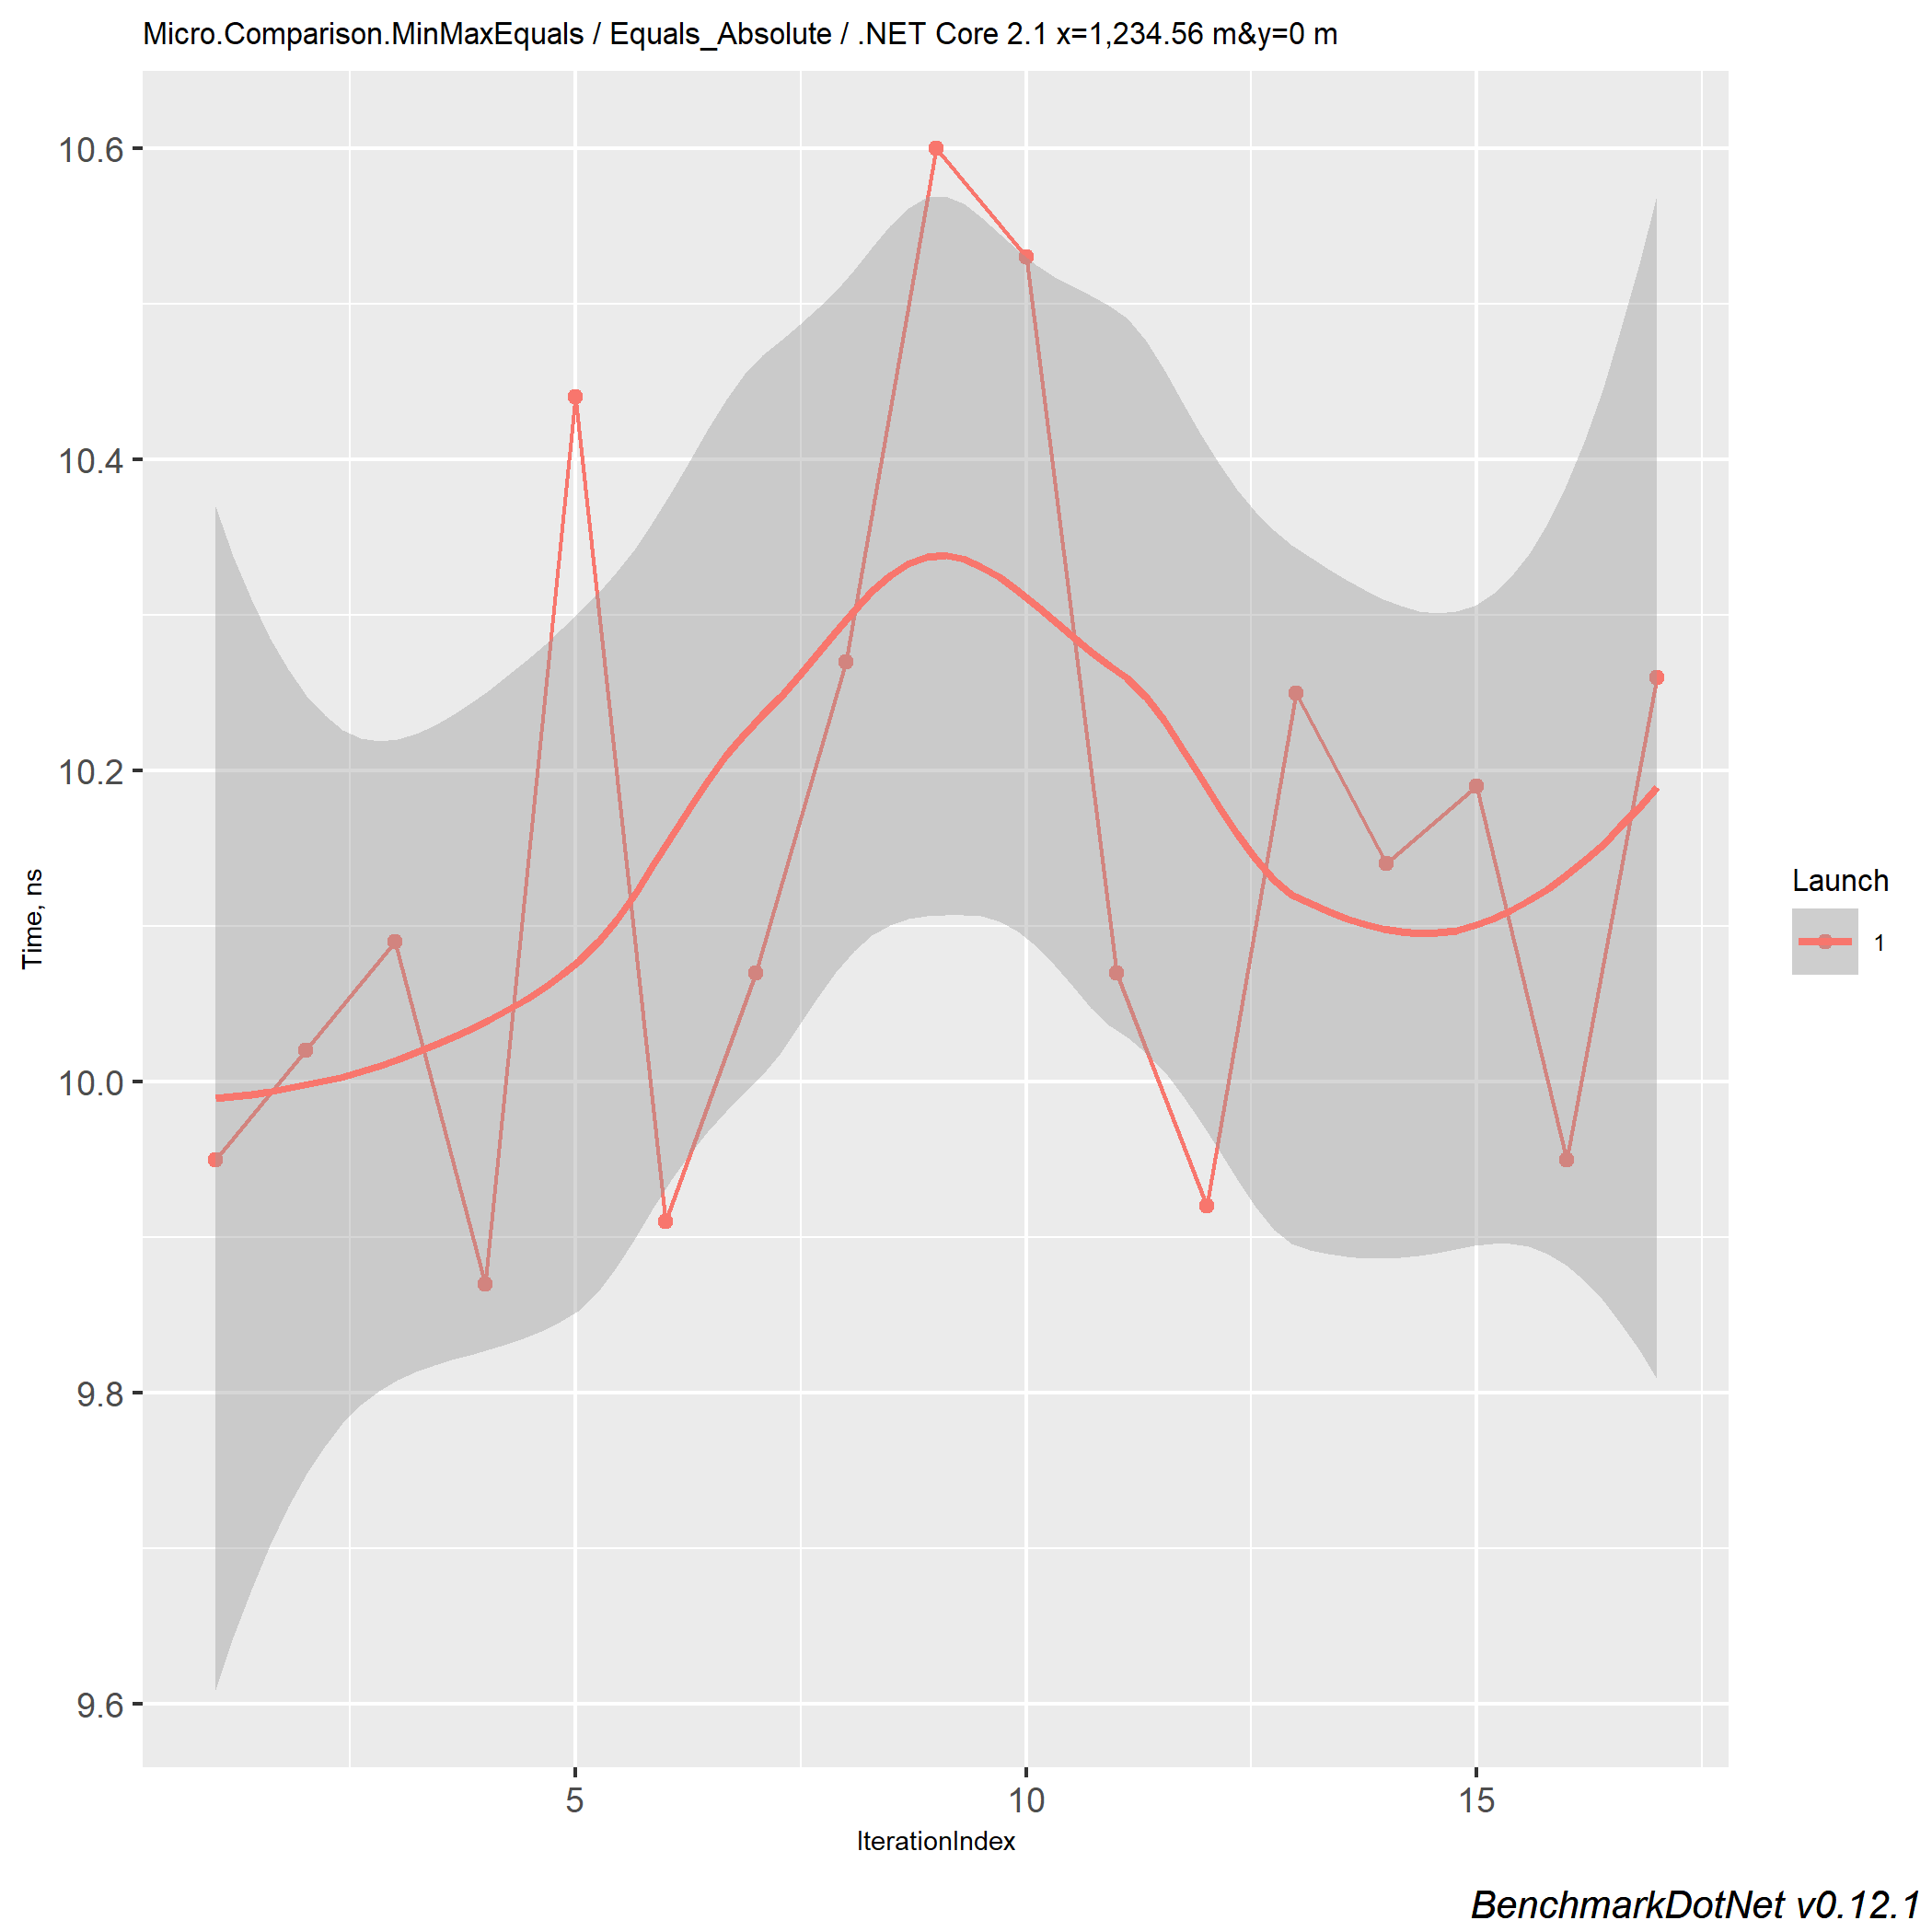 Micro.Comparison.MinMaxEquals / Equals_Absolute / .NET Core 2.1 x=1,234.56 m&y=0 m
10.6
10.4
10.2
10.0
9.8
9.6
Time, ns
5
10
15
IterationIndex
Launch
1
BenchmarkDotNet v0.12.1